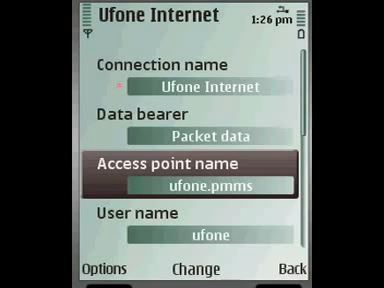 Ufone Internet
1:26 pm
Connection name
* Ufone Internet
Data bearer
Packet data
Access point name
ufone.pmms
User name
ufone
Options
Change
Back